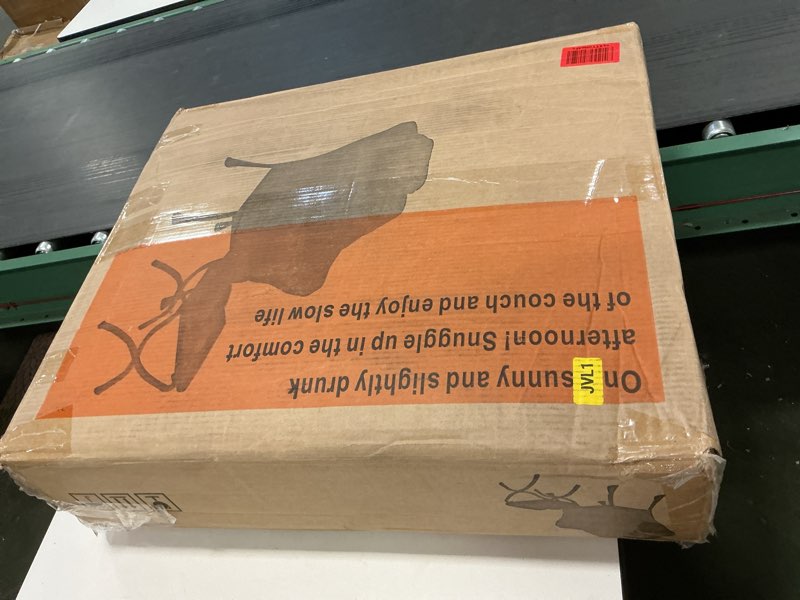 On sunny and slightly drunk
afternoon! Snuggle up in the comfort
of the couch and enjoy the slow life
JVL1